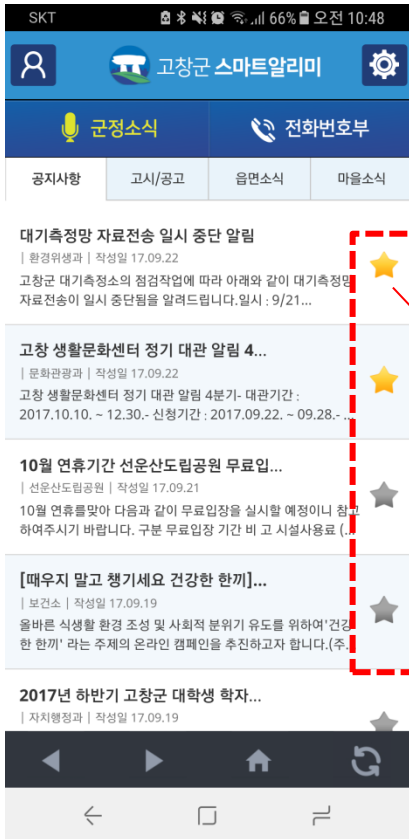 SKT 66% 오전 10:48
고창군 스마트알리미
군정소식 전화번호부
공지사항 고시/공고 읍면소식 마을소식
대기측정망 자료전송 일시 중단 알림
| 환경위생과 | 작성일 17.09.22
고창군 대기측정소의 점검작업에 따라 아래와 같이 대기측정망
자료전송이 일시 중단됨을 알려드립니다.일시 : 9/21...
고창 생활문화센터 정기 대관 알림 4...
| 문화관광과 | 작성일 17.09.22
고창 생활문화센터 정기 대관 알림 4분기- 대관기간 :
2017.10.10. ~ 12.30.- 신청기간 : 2017.09.22. ~ 09.28.- ...
10월 연휴기간 선운산도립공원 무료입...
| 선운산도립공원 | 작성일 17.09.21
10월 연휴를맞아 다음과 같이 무료입장을 실시할 예정이니 참고
하여주시기 바랍니다. 구분 무료입장 기간 비 고 시설사용료 (...
[때우지 말고 챙기세요 건강한 한끼]...
| 보건소 | 작성일 17.09.19
올바른 식생활 환경 조성 및 사회적 분위기 유도를 위하여'건강
한 한끼' 라는 주제의 온라인 캠페인을 추진하고자 합니다.(주...
2017년 하반기 고창군 대학생 학자...
| 자치행정과 | 작성일 17.09.19